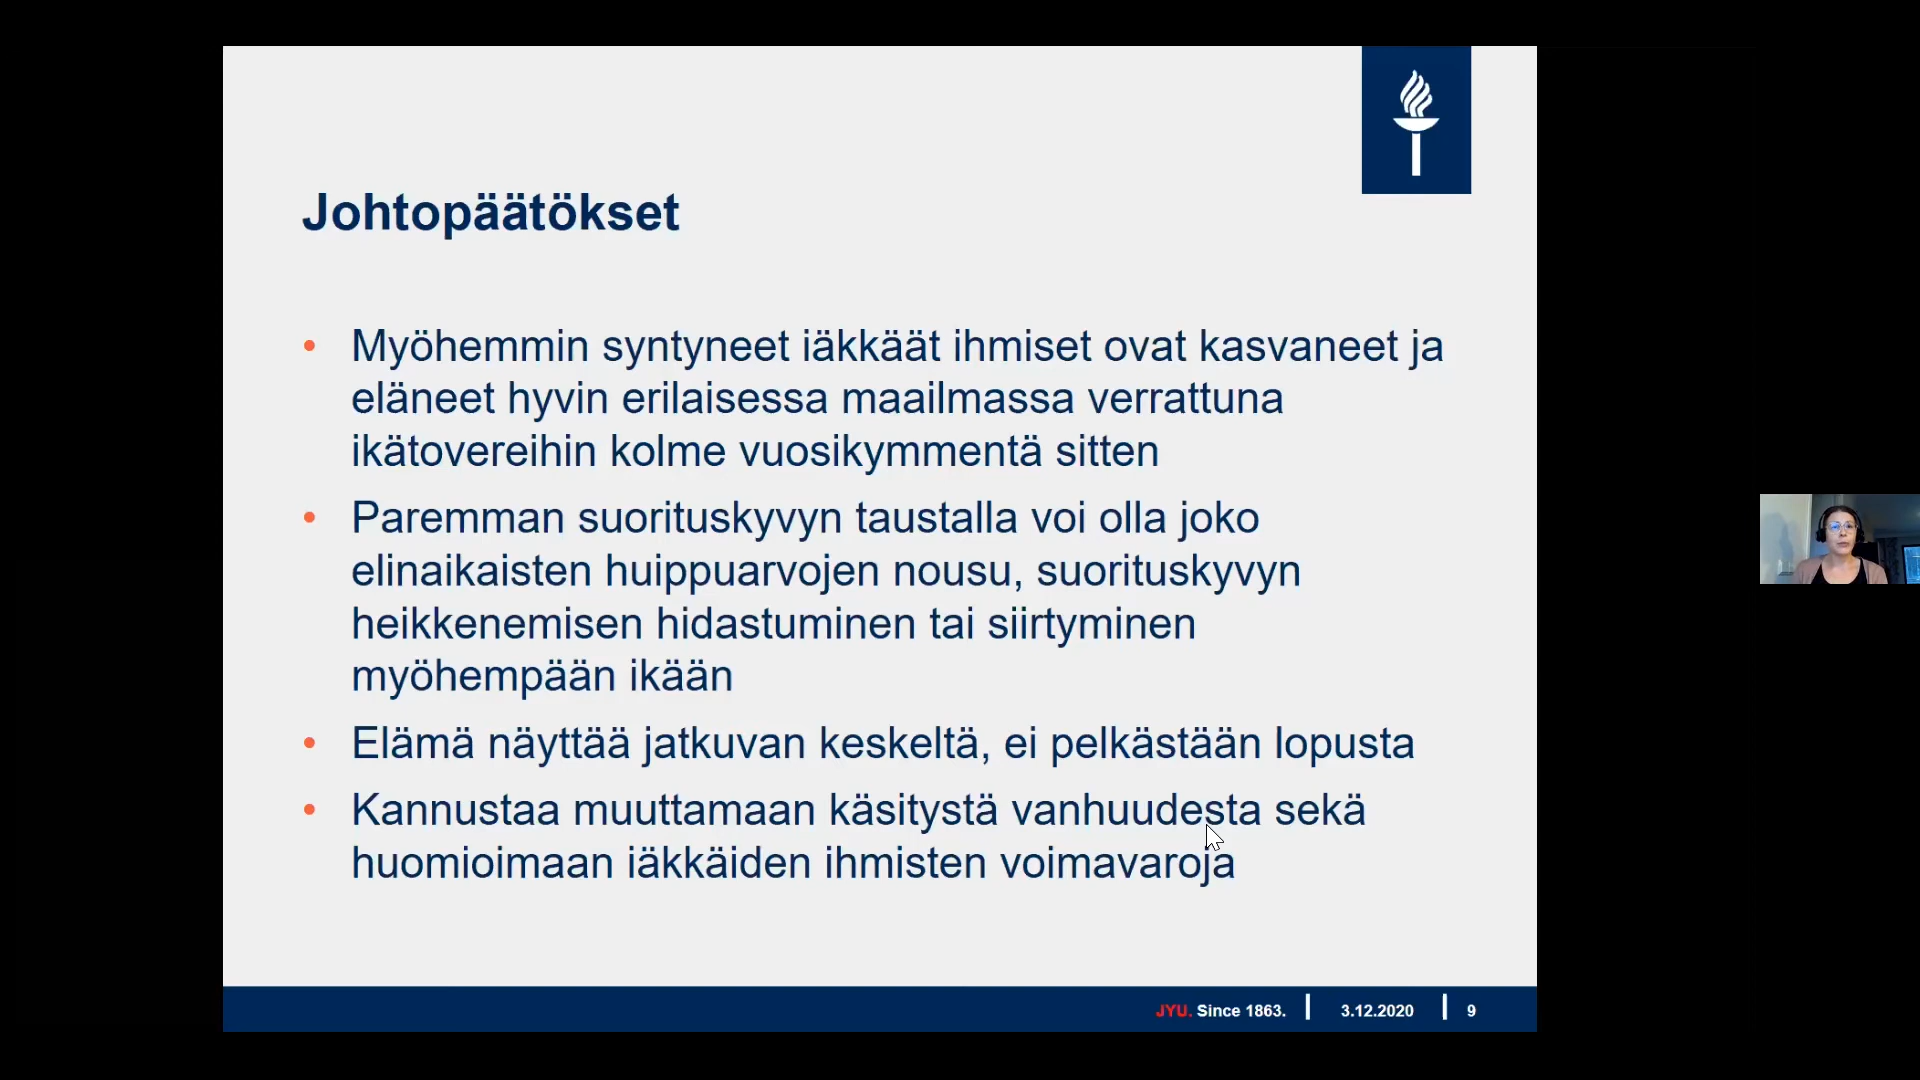 Johtopäätökset
• Myöhemmin syntyneet iäkkäät ihmiset ovat kasvaneet ja
eläneet hyvin erilaisessa maailmassa verrattuna
ikätovereihin kolme vuosikymmentä sitten
• Paremman suorituskyvyn taustalla voi olla joko
elinaikaisten huippuarvojen nousu, suorituskyvyn
heikkenemisen hidastuminen tai siirtyminen
myöhempään ikään
• Elämä näyttää jatkuvan keskeltä, ei pelkästään lopusta
• Kannustaa muuttamaan käsitystä vanhuudesta sekä
huomioimaan iäkkäiden ihmisten voimavaroja
JYU. Since 1863. | 3.12.2020 | 9